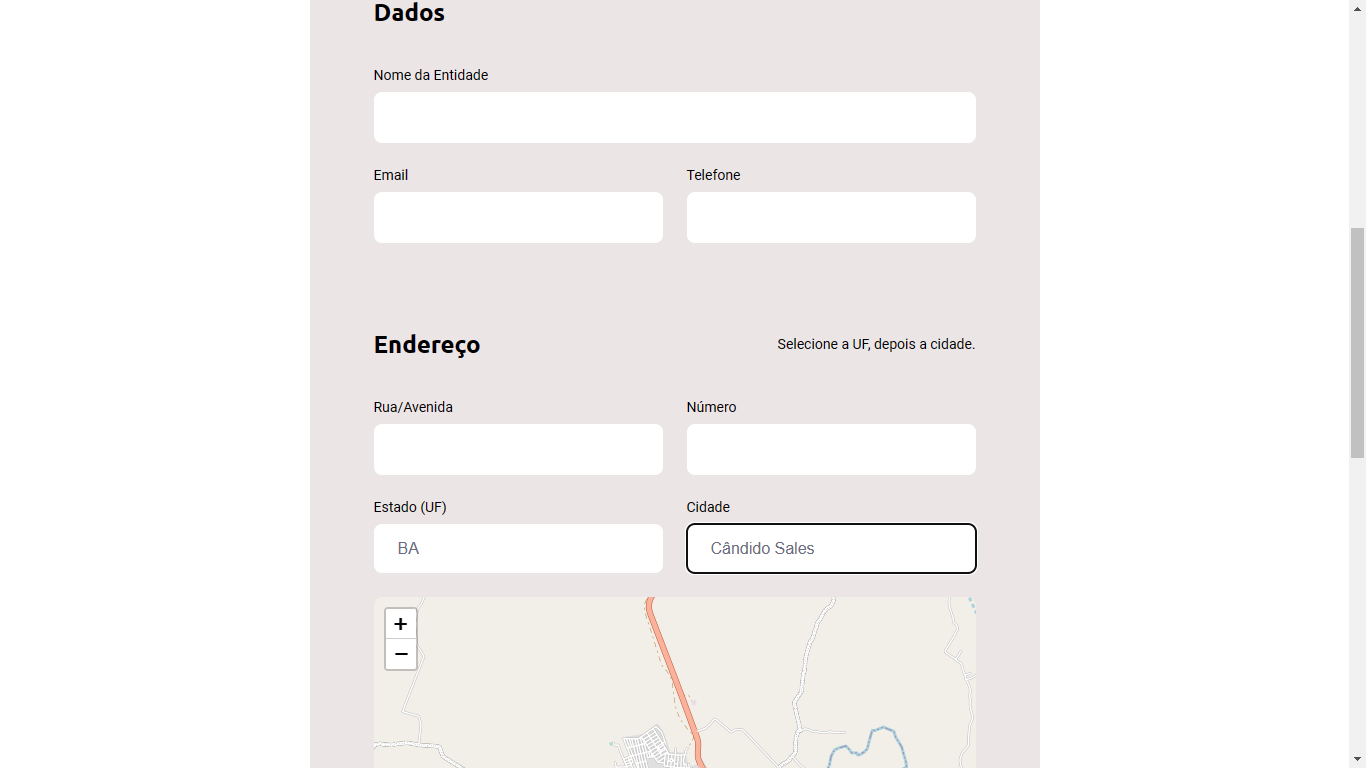 Dados
Nome da Entidade
Email Telefone
Endereço Selecione a UF, depois a cidade.
Rua/Avenida Número
Estado (UF) Cidade
BA Cândido Sales
+
−